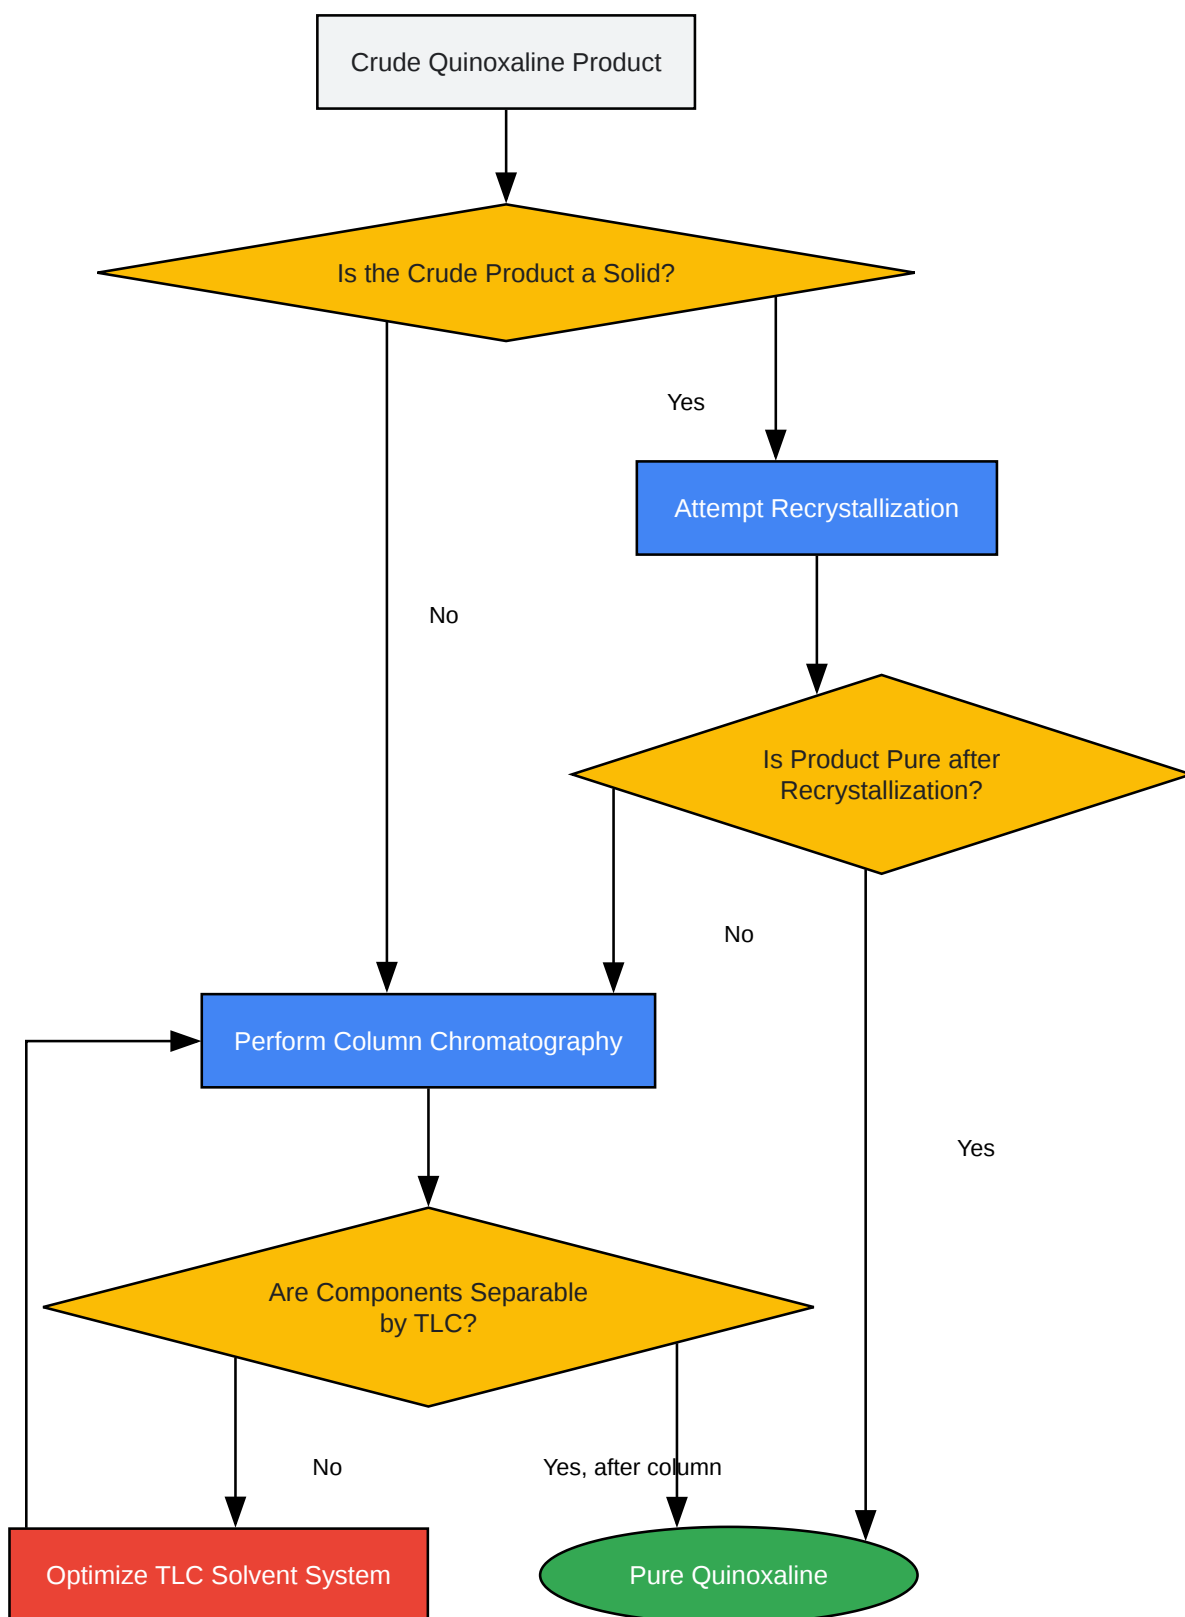 Crude Quinoxaline Product
Is the Crude Product a Solid?
Yes
Attempt Recrystallization
No
Is Product Pure after
Recrystallization?
No
Perform Column Chromatography
Yes
Are Components Separable
by TLC?
No
Yes, after column
Optimize TLC Solvent System
Pure Quinoxaline